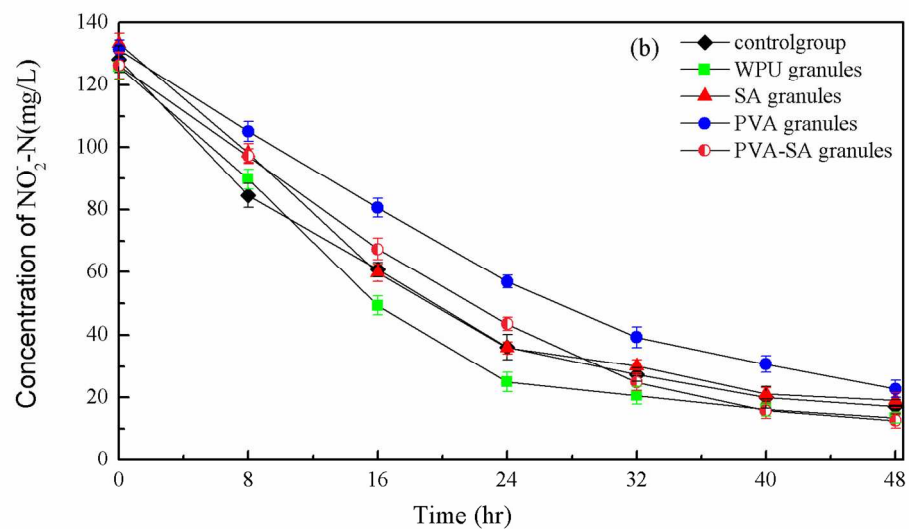 140
120
100
80
60
40
20
0
Concentration of NO₂⁻-N(mg/L)
(b)
controlgroup
WPU granules
SA granules
PVA granules
PVA-SA granules
0 8 16 24 32 40 48
Time (hr)